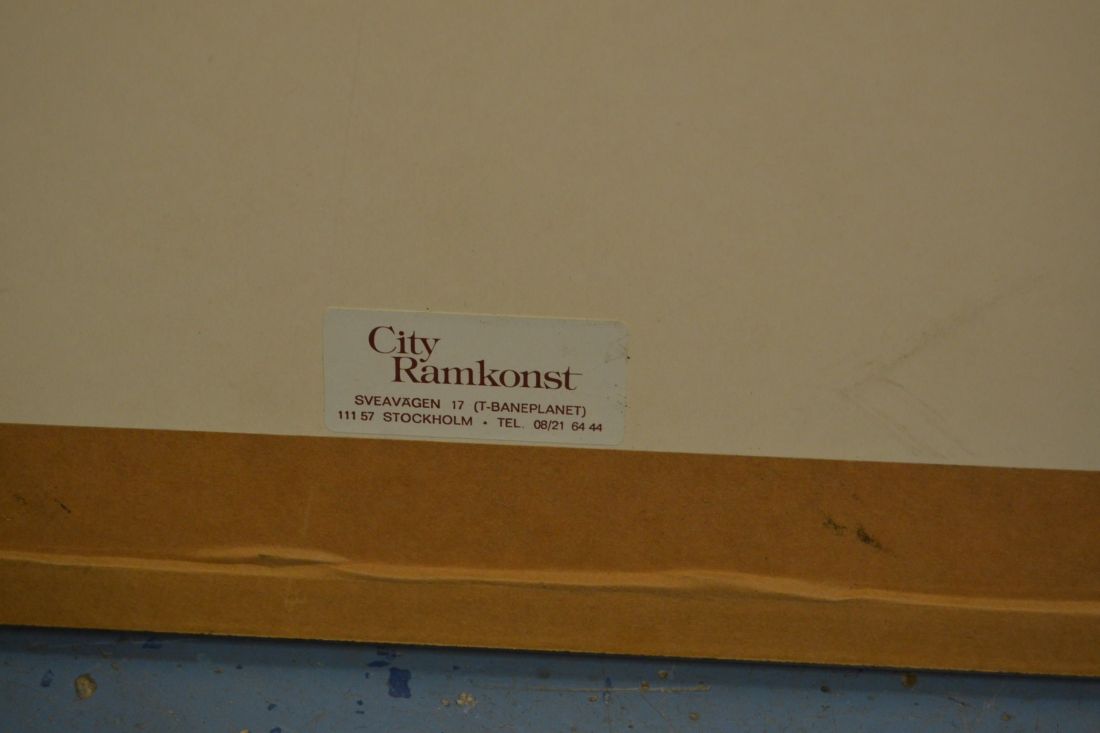 City
Ramkonst
SVEAVÄGEN 17 (T-BANEPLANET)
111 57 STOCKHOLM • TEL. 08/21 64 44